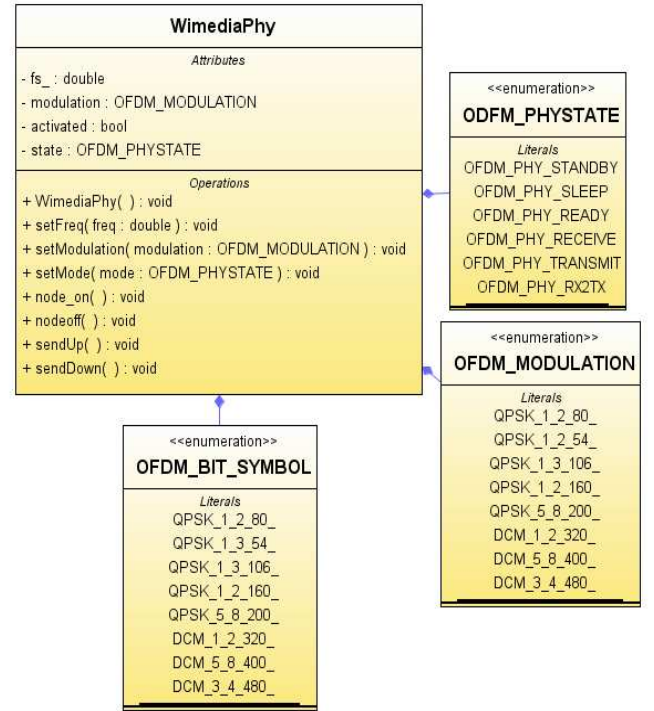 WimediaPhy
Attributes
- fs_ : double
- modulation : OFDM_MODULATION
- activated : bool
- state : OFDM_PHYSTATE
Operations
+ WimediaPhy( ) : void
+ setFreq( freq : double ) : void
+ setModulation( modulation : OFDM_MODULATION ) : void
+ setMode( mode : OFDM_PHYSTATE ) : void
+ node_on( ) : void
+ nodeoff( ) : void
+ sendUp( ) : void
+ sendDown( ) : void
<<enumeration>>
ODFM_PHYSTATE
Literals
OFDM_PHY_STANDBY
OFDM_PHY_SLEEP
OFDM_PHY_READY
OFDM_PHY_RECEIVE
OFDM_PHY_TRANSMIT
OFDM_PHY_RX2TX
<<enumeration>>
OFDM_MODULATION
Literals
QPSK_1_2_80_
QPSK_1_2_54_
QPSK_1_3_106_
QPSK_1_2_160_
QPSK_5_8_200_
DCM_1_2_320_
DCM_5_8_400_
DCM_3_4_480_
<<enumeration>>
OFDM_BIT_SYMBOL
Literals
QPSK_1_2_80_
QPSK_1_3_54_
QPSK_1_3_106_
QPSK_1_2_160_
QPSK_5_8_200_
DCM_1_2_320_
DCM_5_8_400_
DCM_3_4_480_